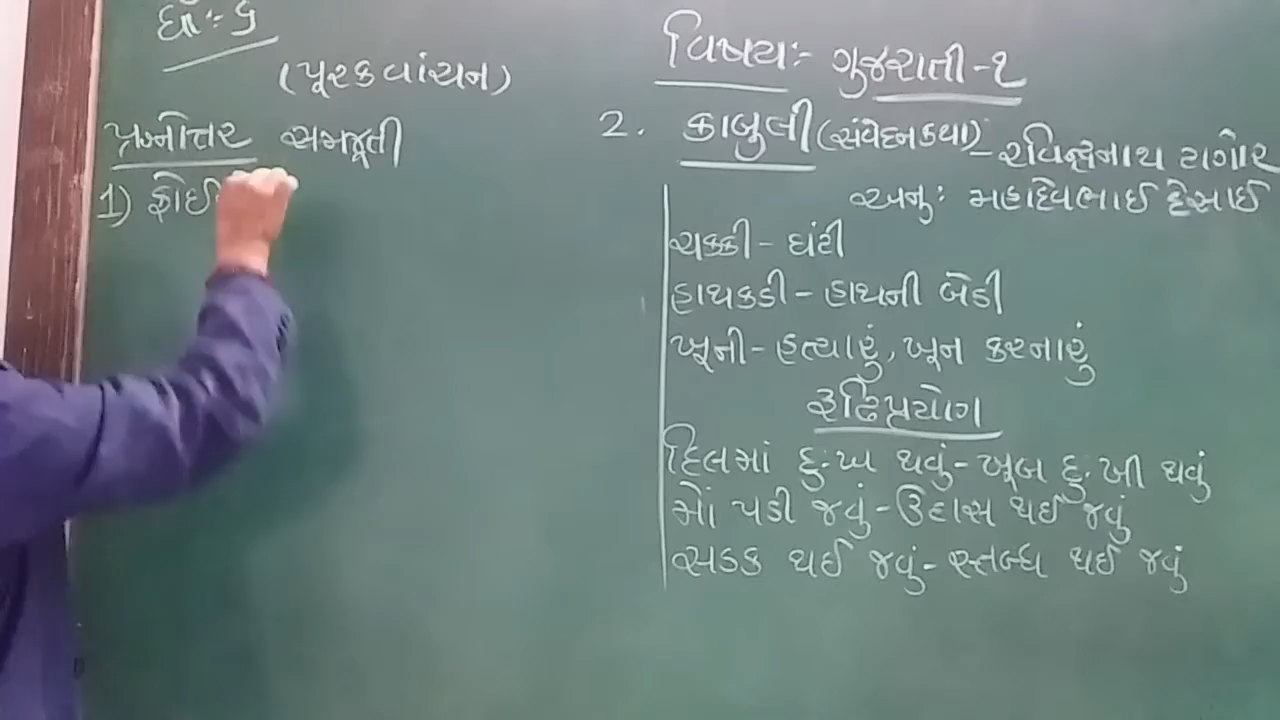 ધો:- ૬
(પૂરક વાંચન)
વિષય:- ગુજરાતી-૧
પ્રશ્નોત્તર સમજૂતી
2. કાબુલી (સંવેદનકથા) - રવિન્દ્રનાથ ટાગોર
અનુ: મહાદેવભાઈ દેસાઈ
1) કોઈ
ચક્કી - ઘંટી
હાથકડી - હાથની બેડી
ખૂની - હત્યારું, ખૂન કરનારું
રૂઢિપ્રયોગ
દિલમાં દુ:ખ થવું - ખૂબ દુ:ખી થવું
મોં પડી જવું - ઉદાસ થઈ જવું
સડક થઈ જવું - સ્તબ્ધ થઈ જવું